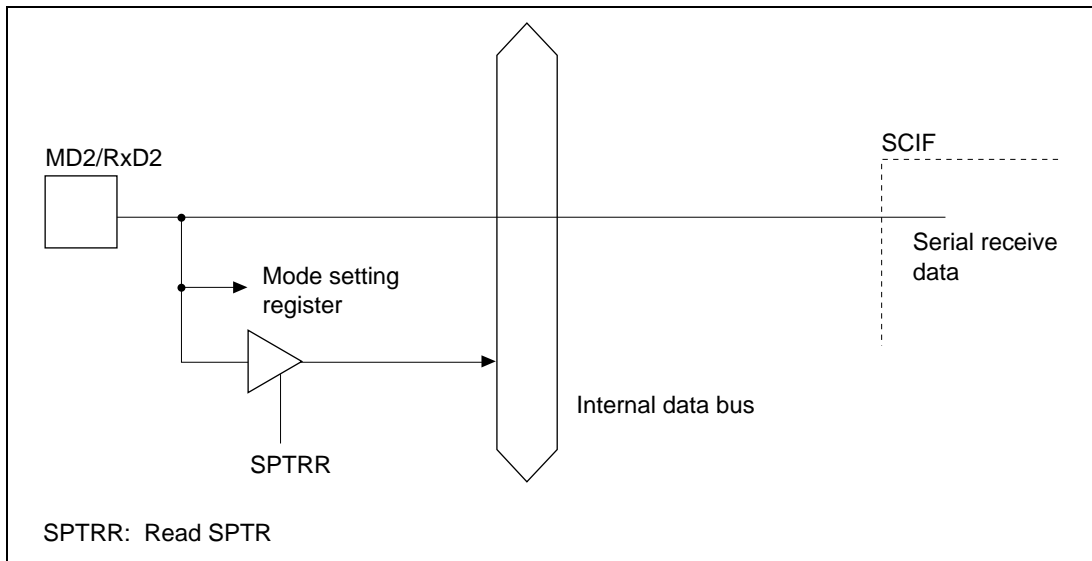 MD2/RxD2
SCIF
Serial receive
data
Mode setting
register
Internal data bus
SPTRR
SPTRR: Read SPTR